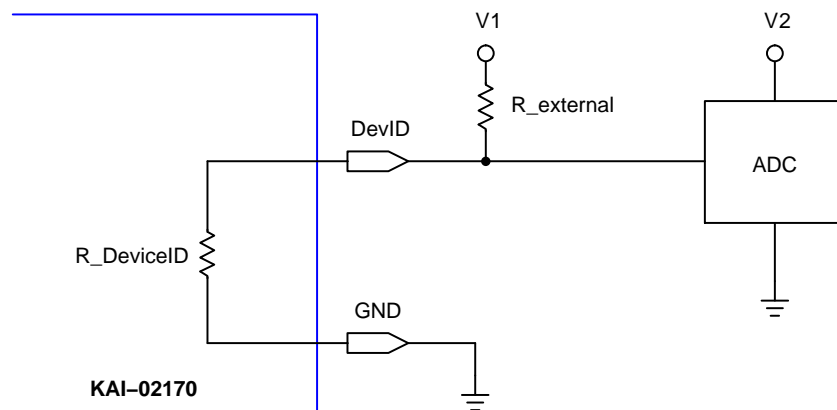 V1
V2
R_external
DevID
ADC
R_DeviceID
GND
KAI–02170